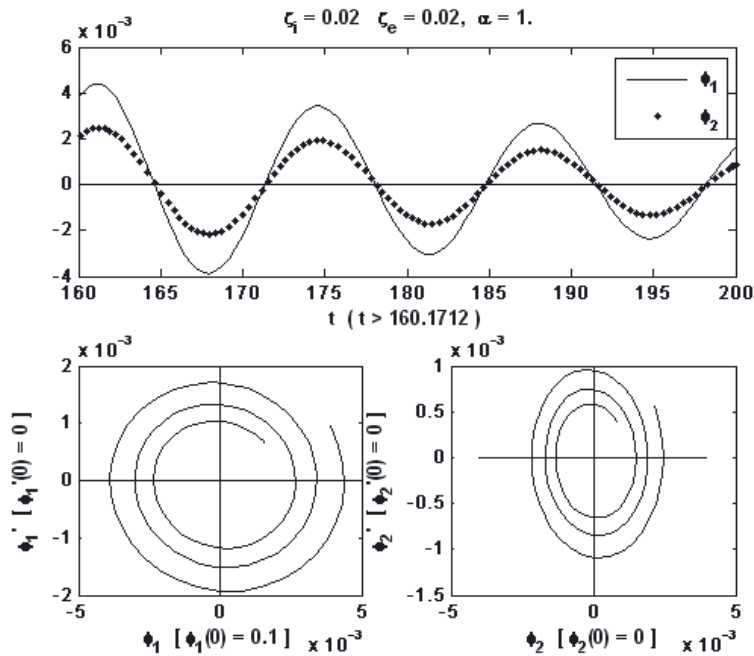 ζi = 0.02 ζe = 0.02, α = 1.
x 10⁻³
6
4
2
0
-2
-4
ϕ1
ϕ2
160 165 170 175 180 185 190 195 200
t ( t > 160.1712 )
x 10⁻³
2
1
0
-1
-2
ϕ1' [ ϕ1'(0) = 0 ]
-5 0 5
ϕ1 [ ϕ1(0) = 0.1 ] x 10⁻³
x 10⁻³
1
0.5
0
-0.5
-1
-1.5
ϕ2' [ ϕ2'(0) = 0 ]
-5 0 5
ϕ2 [ ϕ2(0) = 0 ] x 10⁻³